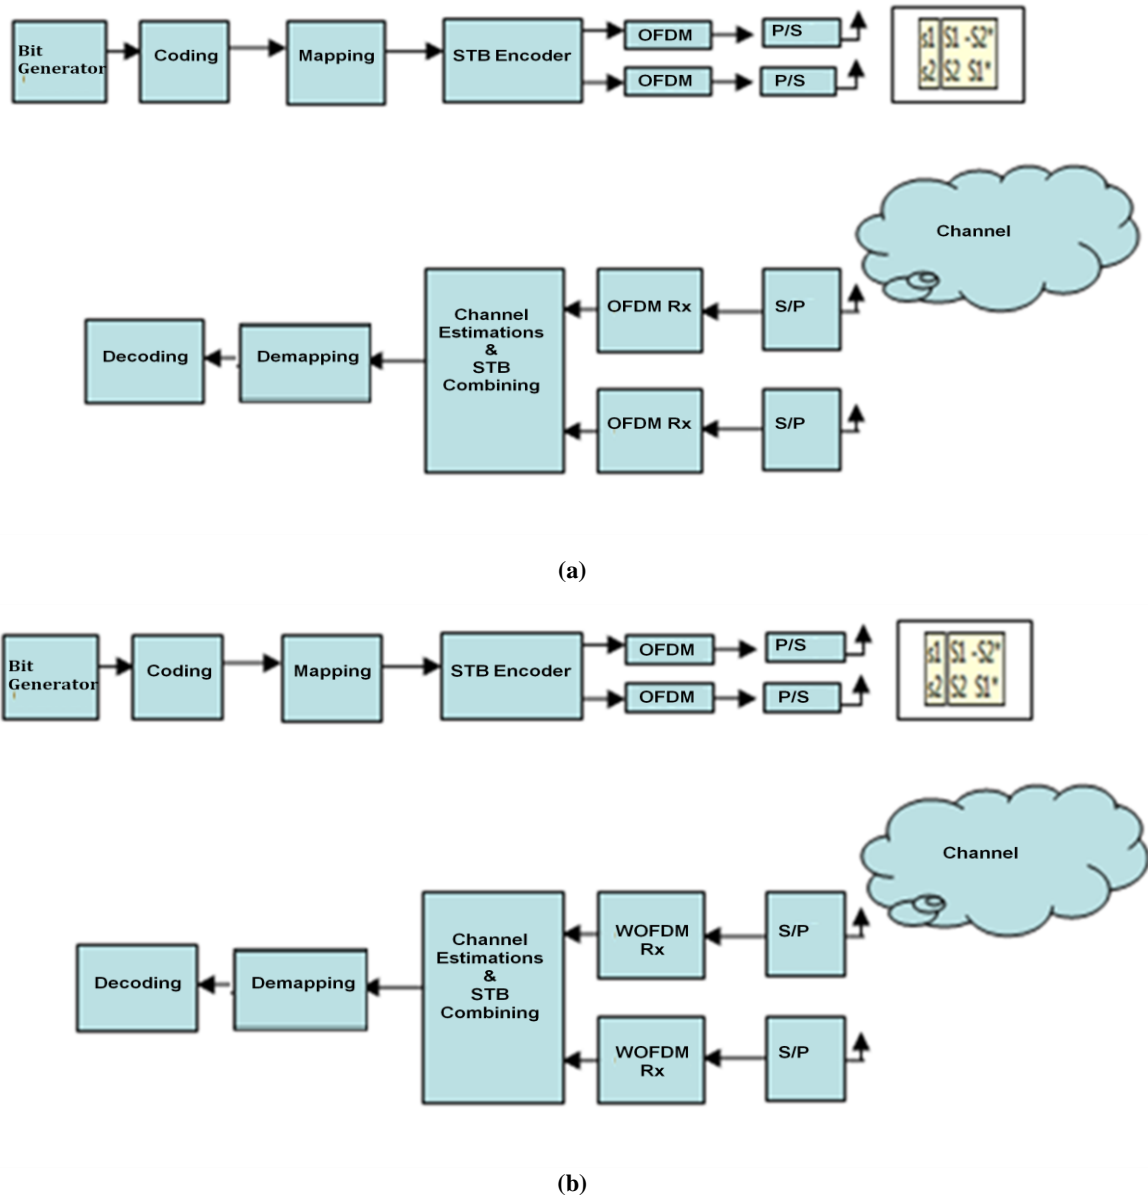 Bit
Generator
Coding
Mapping
STB Encoder
OFDM
P/S
OFDM
P/S
s1 S1 -S2*
s2 S2 S1*
Channel
Decoding
Demapping
Channel
Estimations
&
STB
Combining
OFDM Rx
S/P
OFDM Rx
S/P
(a)
Bit
Generator
Coding
Mapping
STB Encoder
OFDM
P/S
OFDM
P/S
s1 S1 -S2*
s2 S2 S1*
Channel
Decoding
Demapping
Channel
Estimations
&
STB
Combining
WOFDM
Rx
S/P
WOFDM
Rx
S/P
(b)